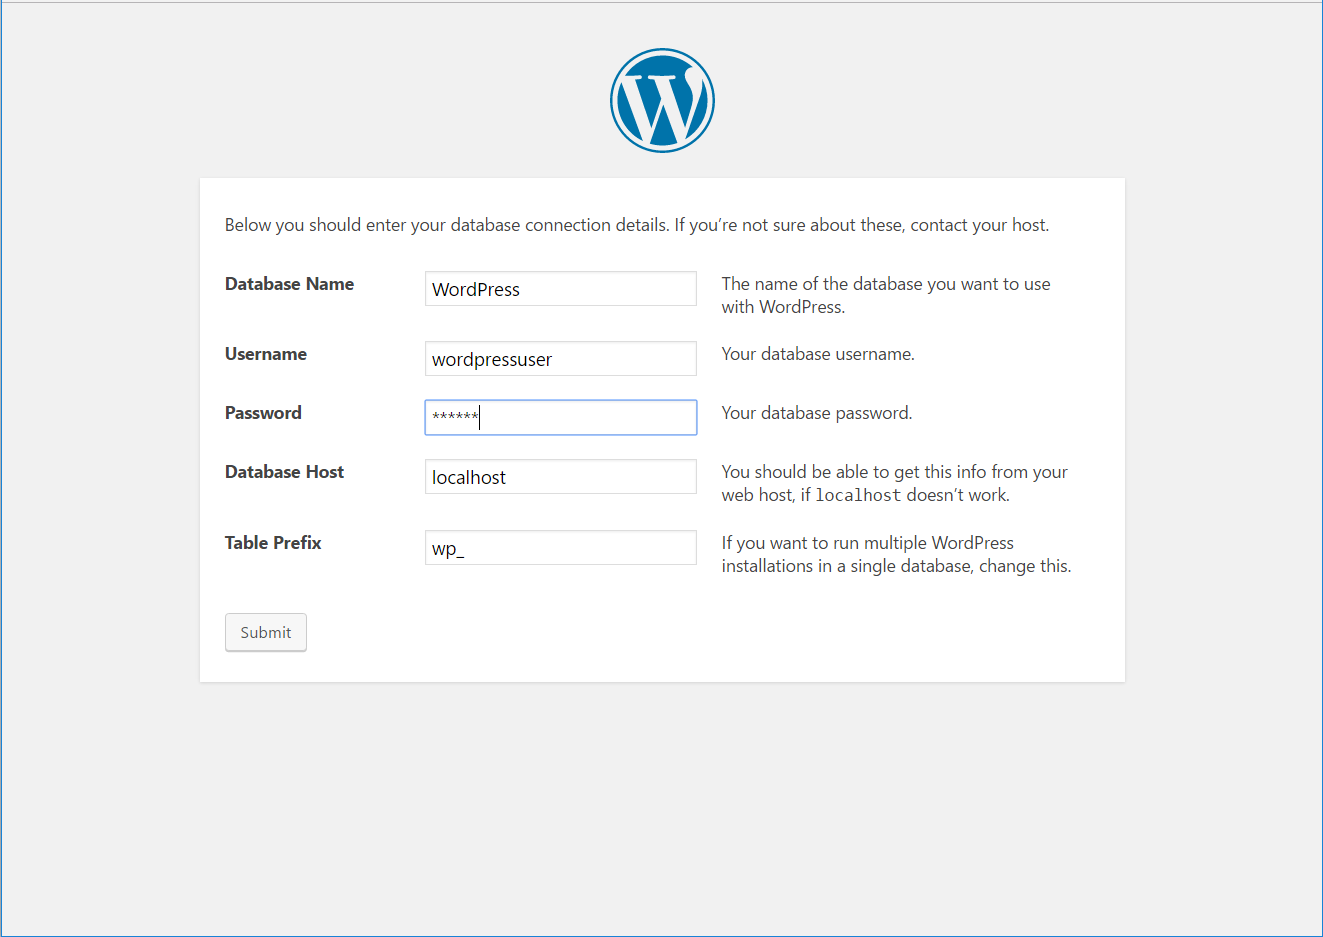 Below you should enter your database connection details. If you’re not sure about these, contact your host.
Database Name
WordPress
The name of the database you want to use
with WordPress.
Username
wordpressuser
Your database username.
Password
******
Your database password.
Database Host
localhost
You should be able to get this info from your
web host, if localhost doesn’t work.
Table Prefix
wp_
If you want to run multiple WordPress
installations in a single database, change this.
Submit